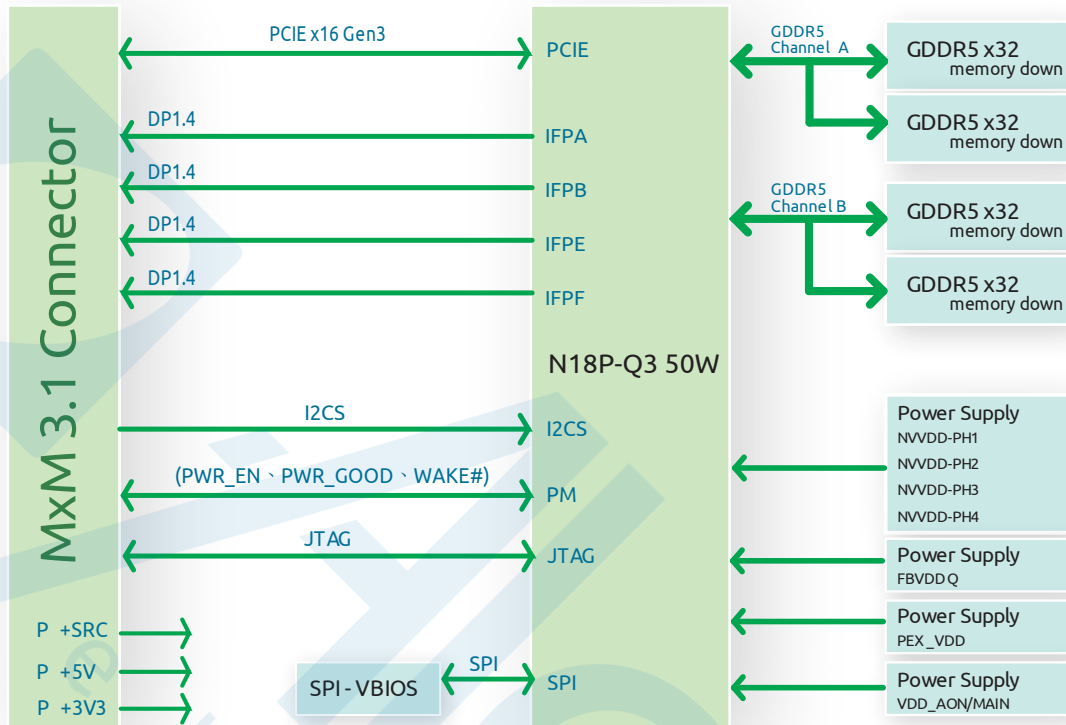 MxM 3.1 Connector
PCIE x16 Gen3
DP1.4
DP1.4
DP1.4
DP1.4
I2CS
(PWR_EN、PWR_GOOD、WAKE#)
JTAG
P +SRC
P +5V
P +3V3
SPI - VBIOS
SPI
PCIE
IFPA
IFPB
IFPE
IFPF
N18P-Q3 50W
I2CS
PM
JTAG
SPI
GDDR5
Channel A
GDDR5 x32
memory down
GDDR5 x32
memory down
GDDR5
Channel B
GDDR5 x32
memory down
GDDR5 x32
memory down
Power Supply
NVVDD-PH1
NVVDD-PH2
NVVDD-PH3
NVVDD-PH4
Power Supply
FBVDDQ
Power Supply
PEX_VDD
Power Supply
VDD_AON/MAIN